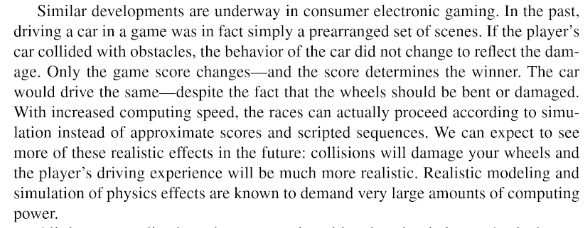 Similar developments are underway in consumer electronic gaming. In the past,
driving a car in a game was in fact simply a prearranged set of scenes. If the player's
car collided with obstacles, the behavior of the car did not change to reflect the dam-
age. Only the game score changes—and the score determines the winner. The car
would drive the same—despite the fact that the wheels should be bent or damaged.
With increased computing speed, the races can actually proceed according to simu-
lation instead of approximate scores and scripted sequences. We can expect to see
more of these realistic effects in the future: collisions will damage your wheels and
the player's driving experience will be much more realistic. Realistic modeling and
simulation of physics effects are known to demand very large amounts of computing
power.